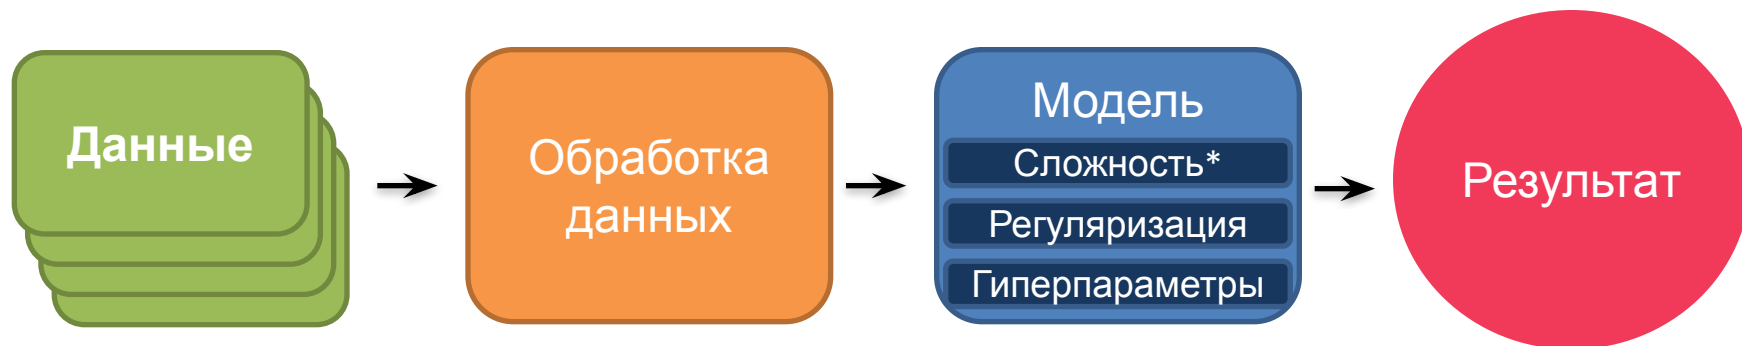 Данные
Обработка
данных
Модель
Сложность*
Регуляризация
Гиперпараметры
Результат